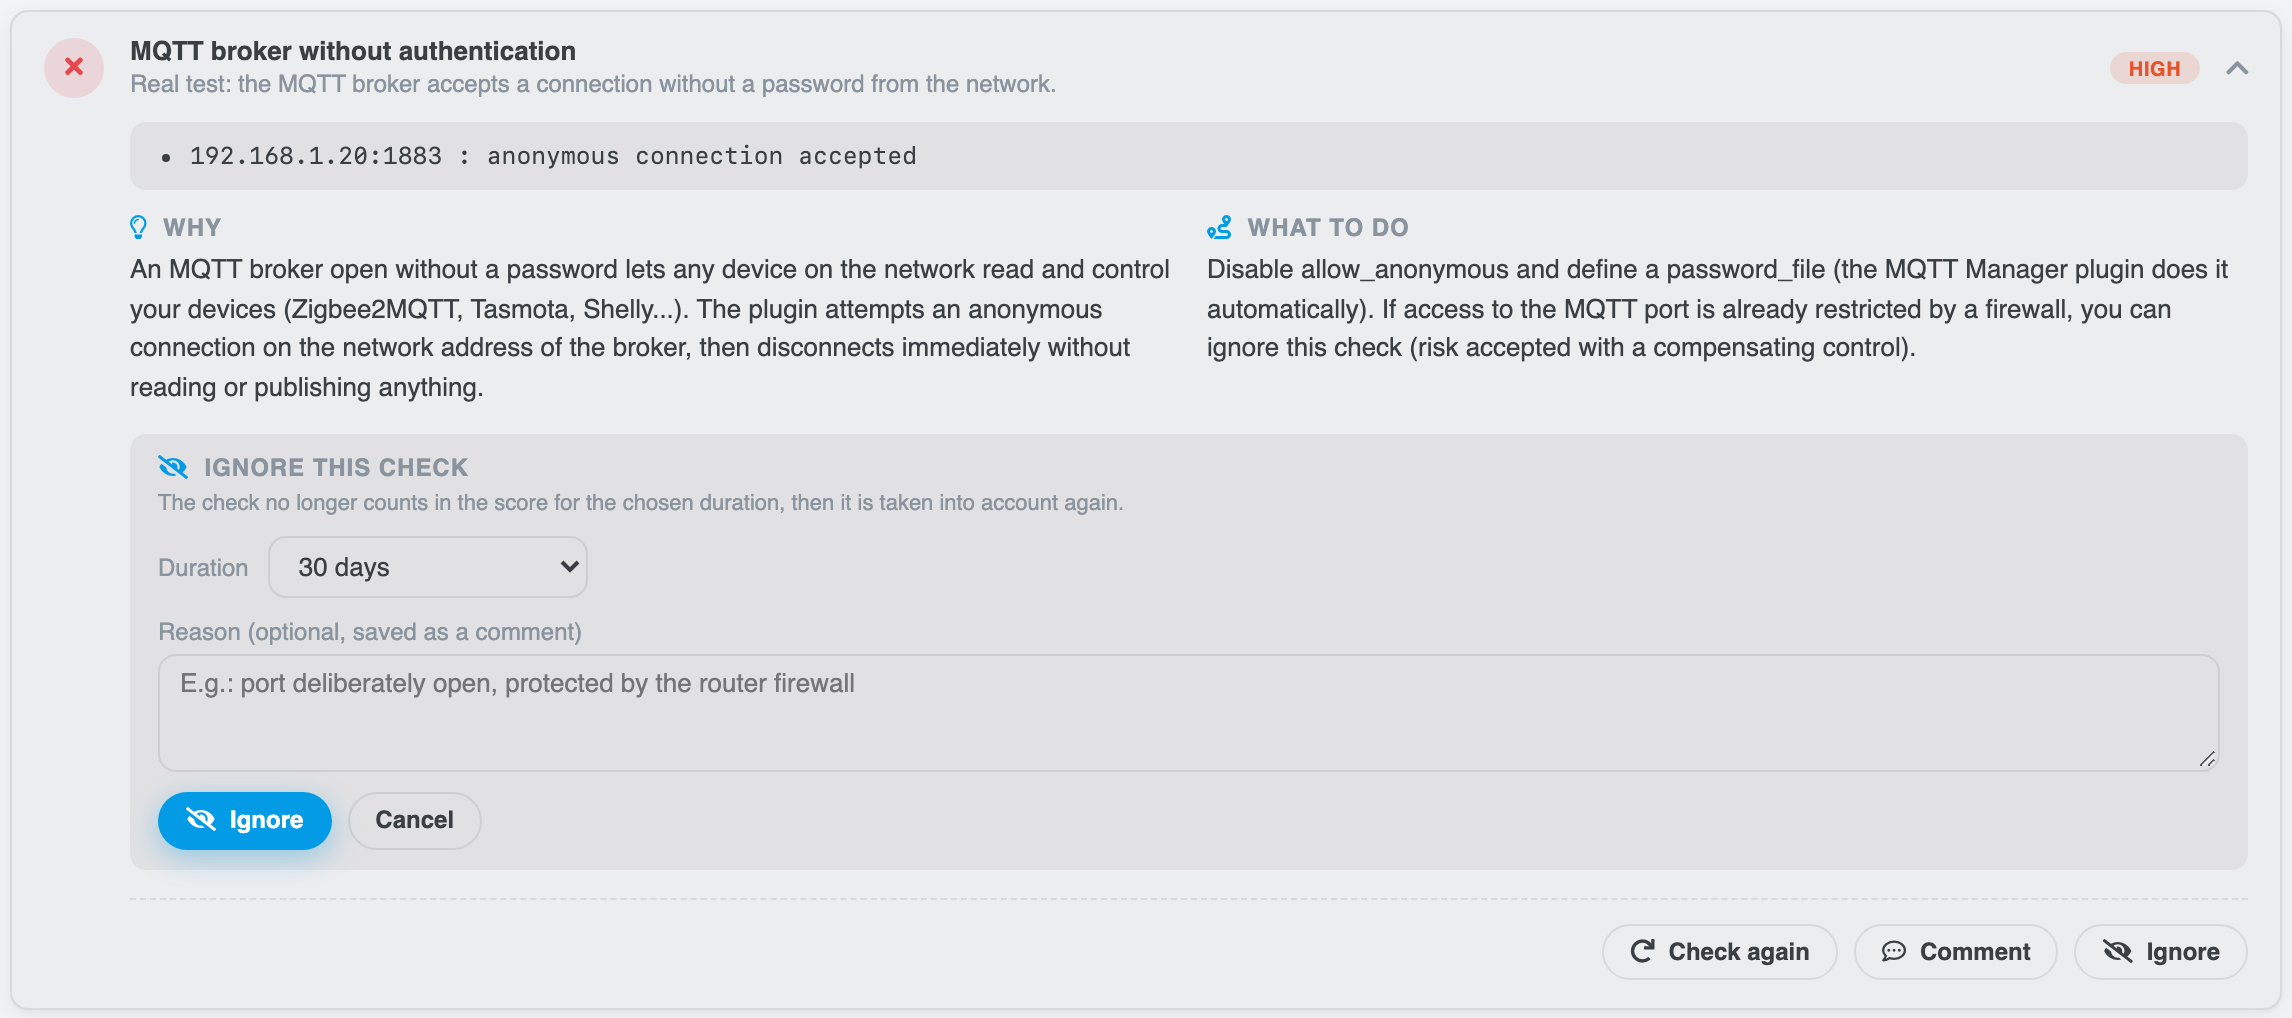 MQTT broker without authentication
Real test: the MQTT broker accepts a connection without a password from the network.
HIGH
192.168.1.20:1883 : anonymous connection accepted
WHY
An MQTT broker open without a password lets any device on the network read and control
your devices (Zigbee2MQTT, Tasmota, Shelly...). The plugin attempts an anonymous
connection on the network address of the broker, then disconnects immediately without
reading or publishing anything.
WHAT TO DO
Disable allow_anonymous and define a password_file (the MQTT Manager plugin does it
automatically). If access to the MQTT port is already restricted by a firewall, you can
ignore this check (risk accepted with a compensating control).
IGNORE THIS CHECK
The check no longer counts in the score for the chosen duration, then it is taken into account again.
Duration
30 days
Reason (optional, saved as a comment)
E.g.: port deliberately open, protected by the router firewall
Ignore
Cancel
Check again
Comment
Ignore